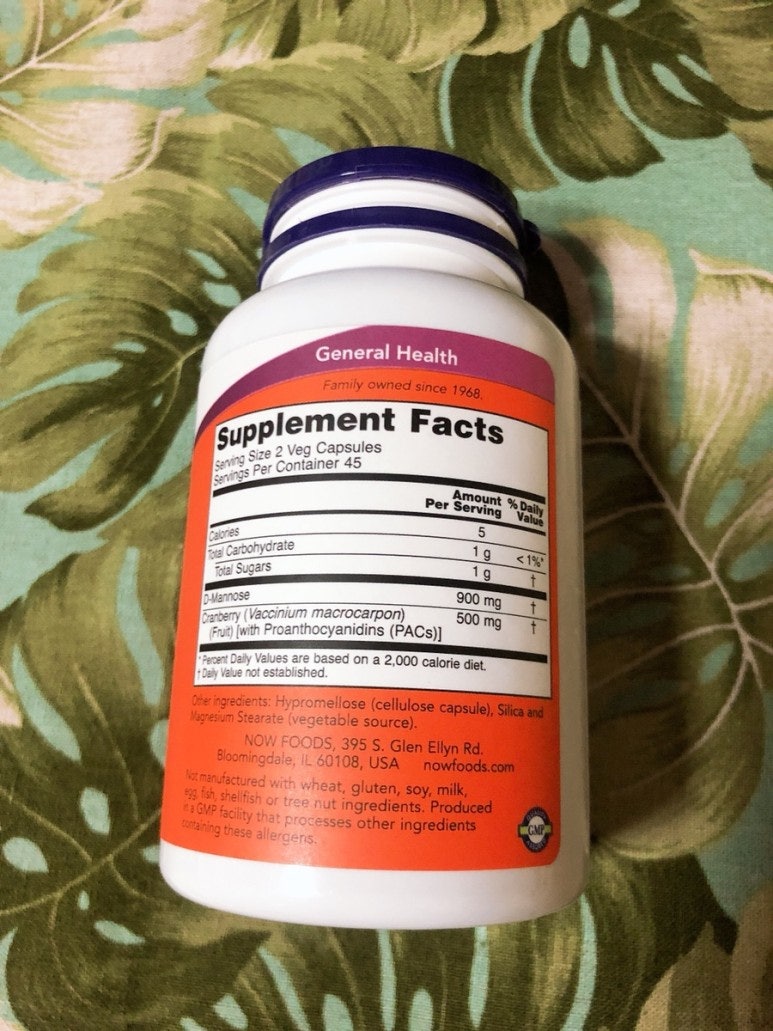 General Health
Family owned since 1968.
Supplement Facts
Serving Size 2 Veg Capsules
Servings Per Container 45
Amount Per Serving % Daily Value
Calories 5
Total Carbohydrate 1 g <1%*
Total Sugars 1 g †
D-Mannose 900 mg †
Cranberry (Vaccinium macrocarpon) 500 mg †
(Fruit) [with Proanthocyanidins (PACs)]
*Percent Daily Values are based on a 2,000 calorie diet.
†Daily Value not established.
Other ingredients: Hypromellose (cellulose capsule), Silica and
Magnesium Stearate (vegetable source).
NOW FOODS, 395 S. Glen Ellyn Rd.
Bloomingdale, IL 60108, USA nowfoods.com
Not manufactured with wheat, gluten, soy, milk,
egg, fish, shellfish or tree nut ingredients. Produced
in a GMP facility that processes other ingredients
containing these allergens.
GMP